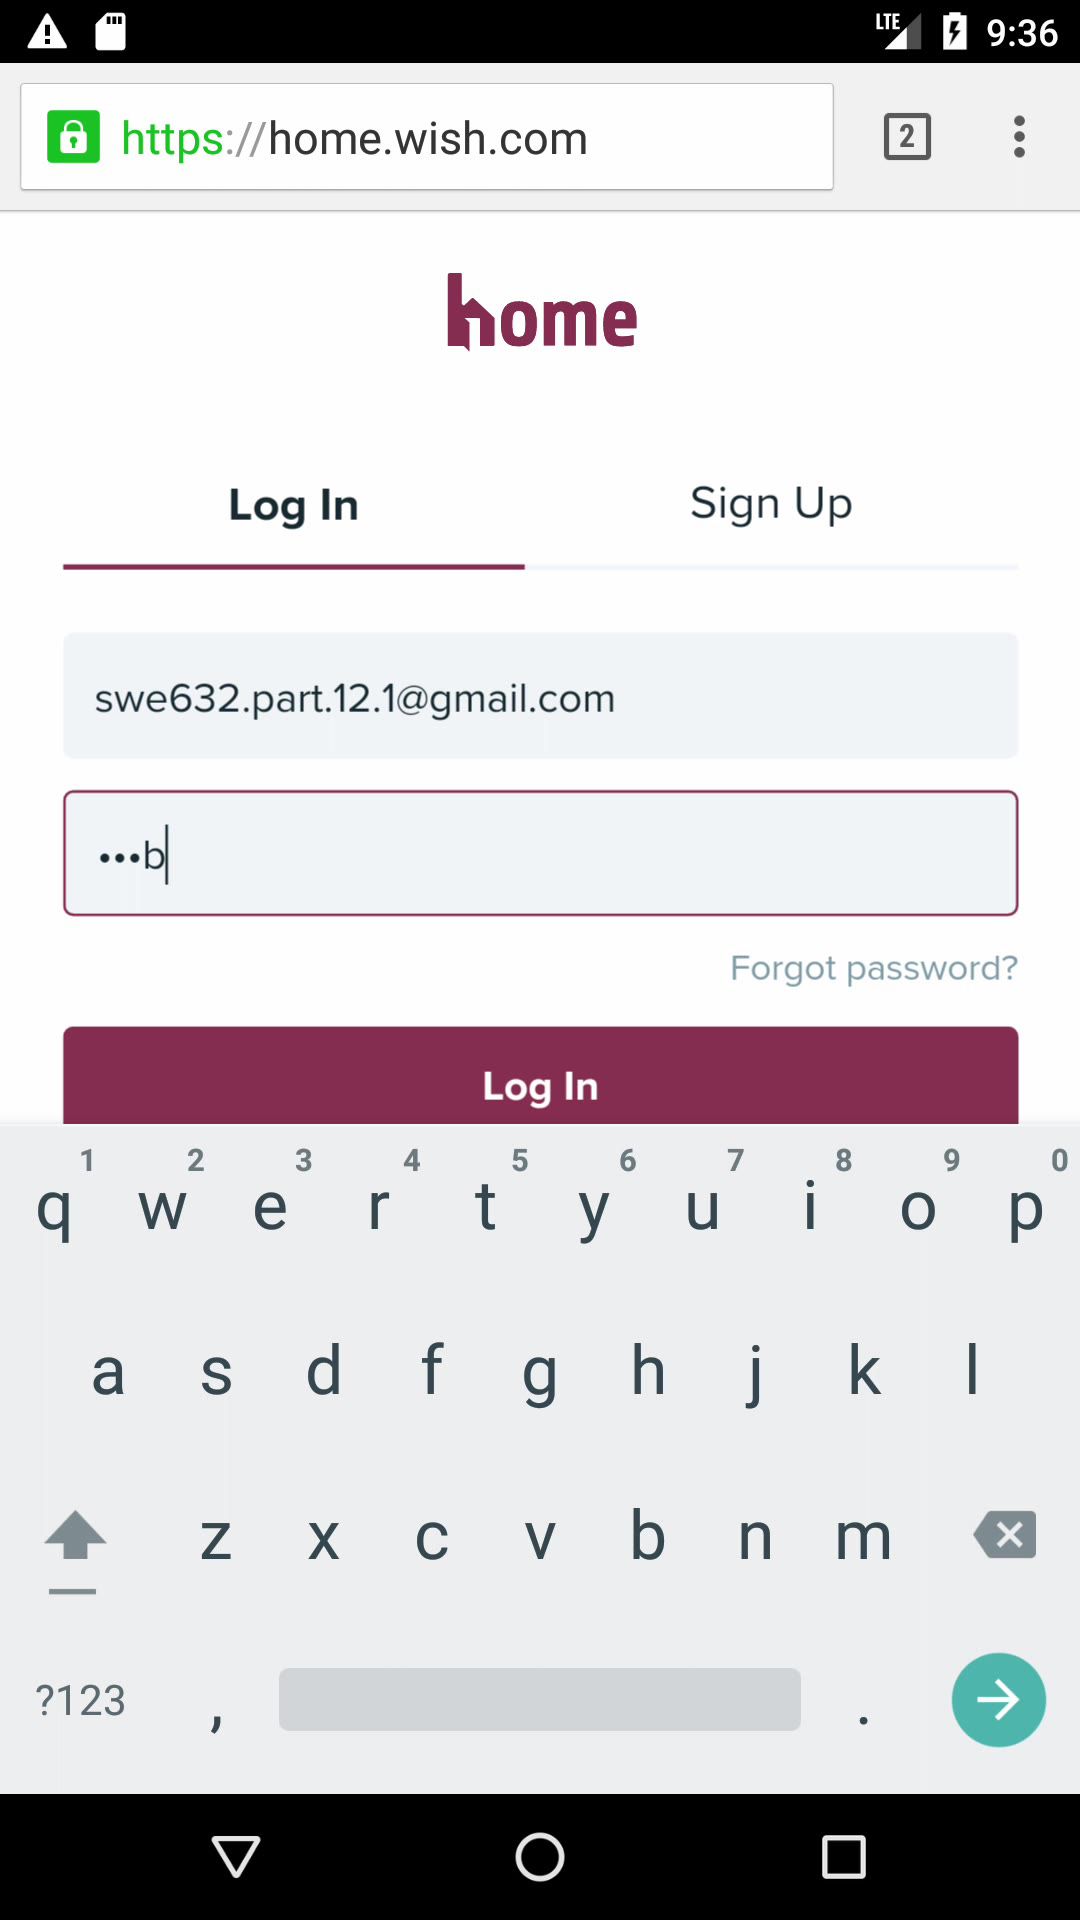 LTE 9:36
https://home.wish.com 2
home
Log In Sign Up
swe632.part.12.1@gmail.com
•••b
Forgot password?
Log In
1 2 3 4 5 6 7 8 9 0
q w e r t y u i o p
a s d f g h j k l
z x c v b n m
?123 , .